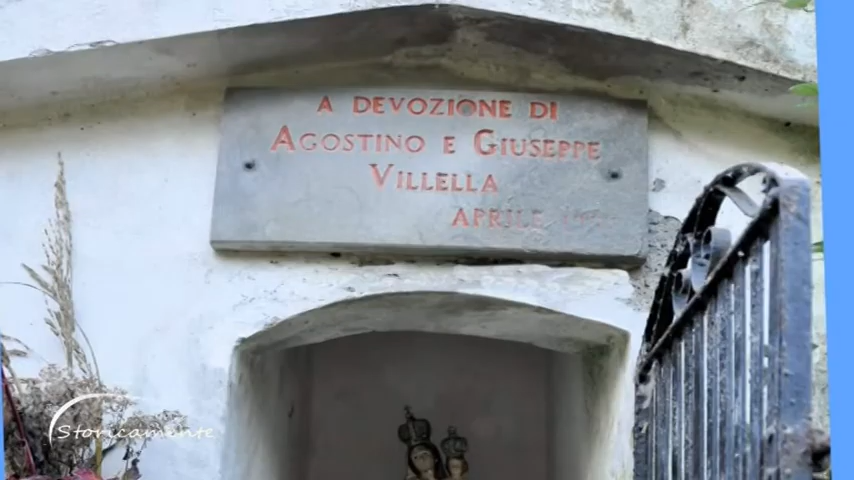 A DEVOZIONE DI
AGOSTINO E GIUSEPPE
VILLELLA
APRILE
Storicamente